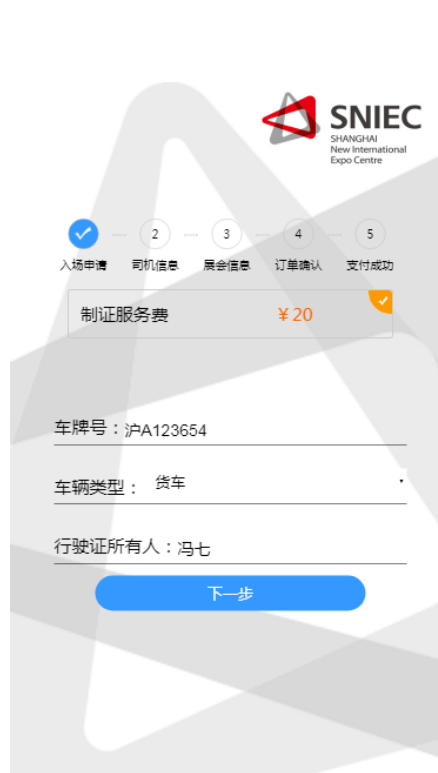 SNIEC
SHANGHAI
New International
Expo Centre
2 3 4 5
入场申请 司机信息 展会信息 订单确认 支付成功
制证服务费 ¥20
车牌号：沪A123654
车辆类型： 货车
行驶证所有人：冯七
下一步